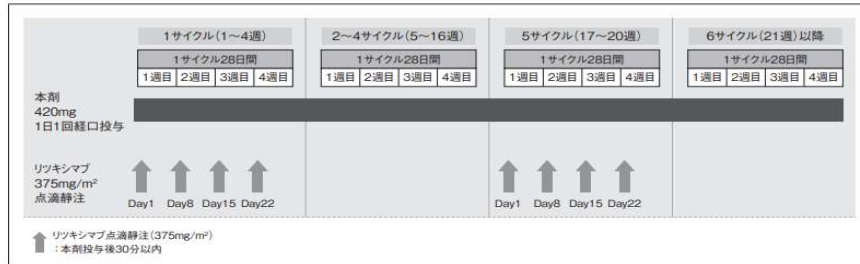 1サイクル(1~4週)
2~4サイクル(5~16週)
5サイクル(17~20週)
6サイクル(21週)以降
1サイクル28日間
1サイクル28日間
1サイクル28日間
1サイクル28日間
1週目 2週目 3週目 4週目
1週目 2週目 3週目 4週目
1週目 2週目 3週目 4週目
1週目 2週目 3週目 4週目
本剤
420mg
1日1回経口投与
リツキシマブ
375mg/m²
点滴静注
Day1 Day8 Day15 Day22
Day1 Day8 Day15 Day22
リツキシマブ点滴静注(375mg/m²)
:本剤投与後30分以内